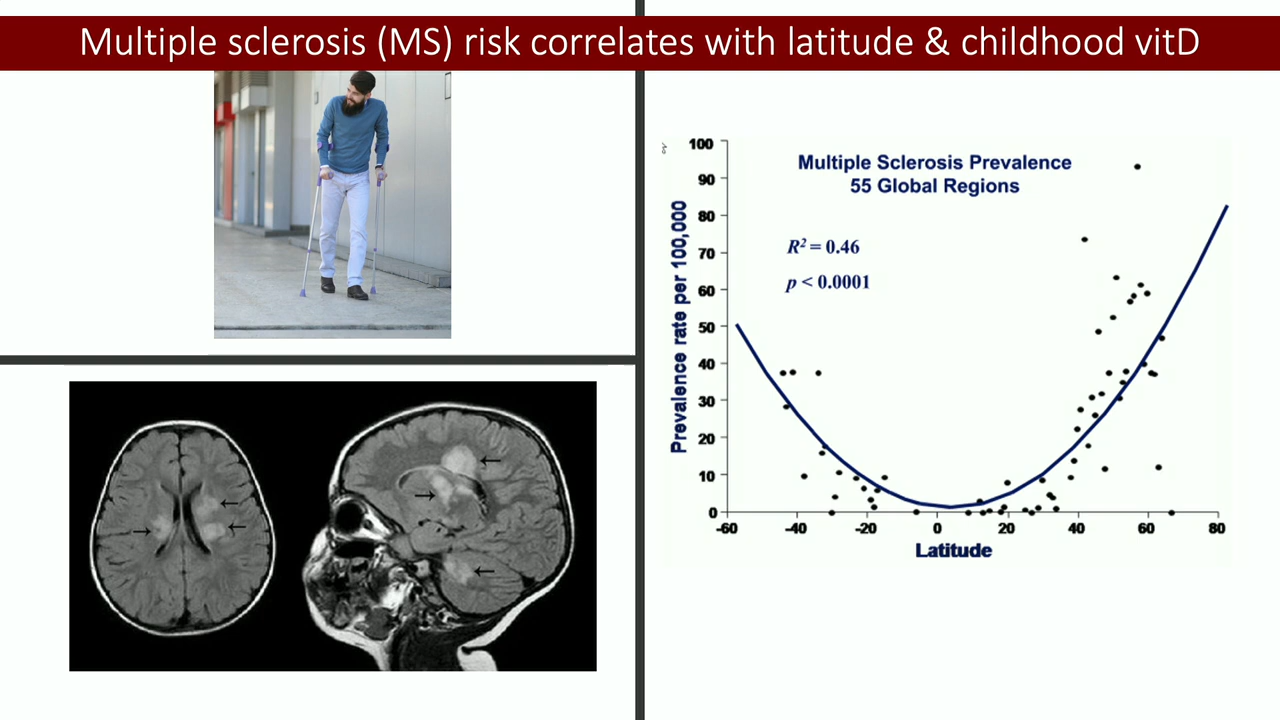 Multiple sclerosis (MS) risk correlates with latitude & childhood vitD
Multiple Sclerosis Prevalence
55 Global Regions
R² = 0.46
p < 0.0001
Prevalence rate per 100,000
100
90
80
70
60
50
40
30
20
10
0
-60 -40 -20 0 20 40 60 80
Latitude